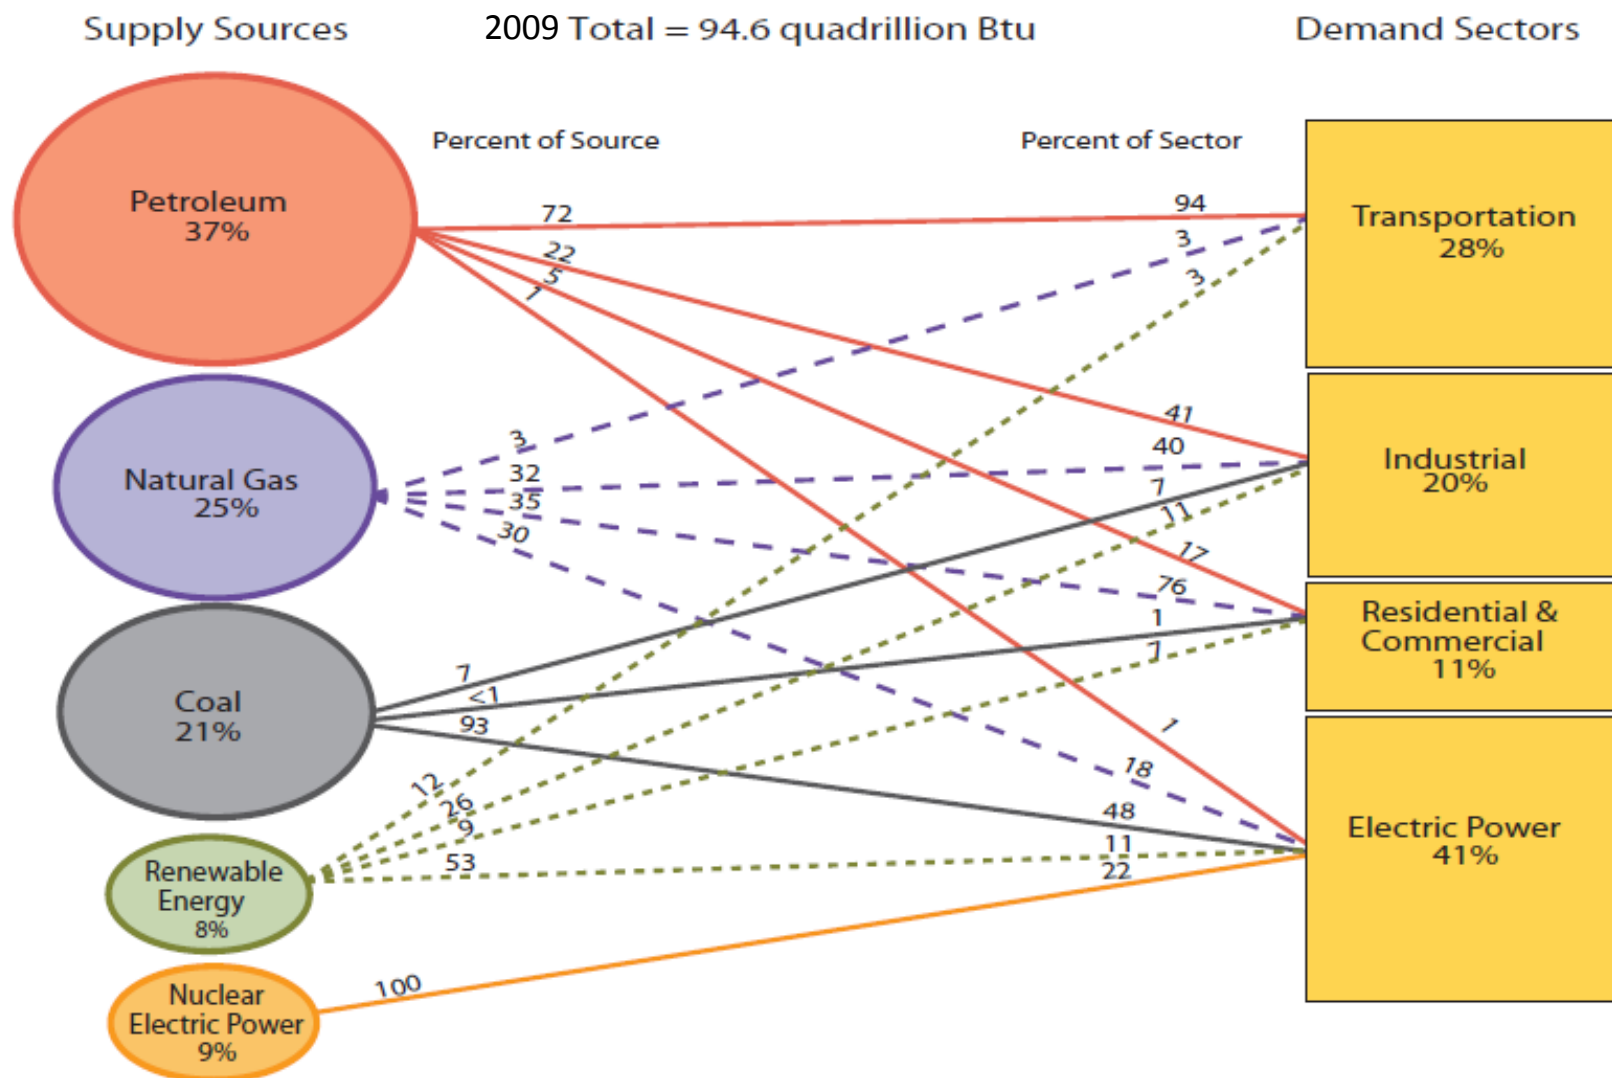 Supply Sources
2009 Total = 94.6 quadrillion Btu
Demand Sectors
Percent of Source
Percent of Sector
Petroleum
37%
72
22
5
1
94
3
3
Transportation
28%
Natural Gas
25%
3
32
35
30
41
40
7
11
Industrial
20%
17
76
1
7
Residential &
Commercial
11%
Coal
21%
7
<1
93
1
18
48
11
22
Electric Power
41%
Renewable
Energy
8%
12
26
9
53
Nuclear
Electric Power
9%
100